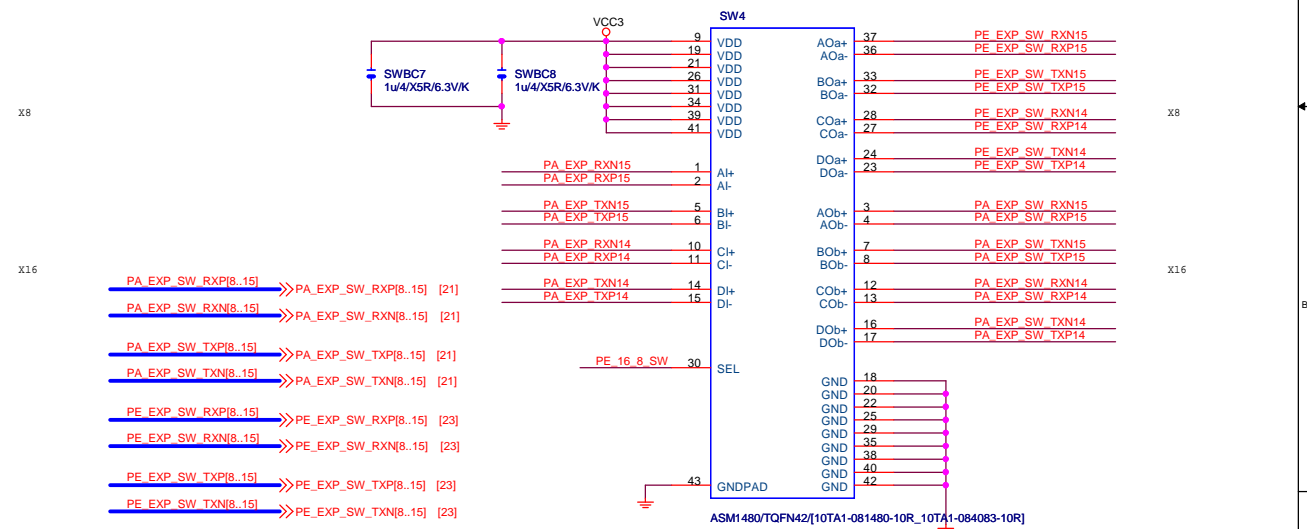 SW4
VCC3
SWBC7
1u/4/X5R/6.3V/K
SWBC8
1u/4/X5R/6.3V/K
X8
X8
X16
X16
B
9 VDD
19 VDD
21 VDD
26 VDD
31 VDD
34 VDD
39 VDD
41 VDD
PA_EXP_RXN15 1 AI+
PA_EXP_RXP15 2 AI-
PA_EXP_TXN15 5 BI+
PA_EXP_TXP15 6 BI-
PA_EXP_RXN14 10 CI+
PA_EXP_RXP14 11 CI-
PA_EXP_TXN14 14 DI+
PA_EXP_TXP14 15 DI-
PE_16_8_SW 30 SEL
43 GNDPAD
AOa+ 37 PE_EXP_SW_RXN15
AOa- 36 PE_EXP_SW_RXP15
BOa+ 33 PE_EXP_SW_TXN15
BOa- 32 PE_EXP_SW_TXP15
COa+ 28 PE_EXP_SW_RXN14
COa- 27 PE_EXP_SW_RXP14
DOa+ 24 PE_EXP_SW_TXN14
DOa- 23 PE_EXP_SW_TXP14
AOb+ 3 PA_EXP_SW_RXN15
AOb- 4 PA_EXP_SW_RXP15
BOb+ 7 PA_EXP_SW_TXN15
BOb- 8 PA_EXP_SW_TXP15
COb+ 12 PA_EXP_SW_RXN14
COb- 13 PA_EXP_SW_RXP14
DOb+ 16 PA_EXP_SW_TXN14
DOb- 17 PA_EXP_SW_TXP14
GND 18
GND 20
GND 22
GND 25
GND 29
GND 35
GND 38
GND 40
GND 42
ASM1480/TQFN42/[10TA1-081480-10R_10TA1-084083-10R]
PA_EXP_SW_RXP[8..15] PA_EXP_SW_RXP[8..15] [21]
PA_EXP_SW_RXN[8..15] PA_EXP_SW_RXN[8..15] [21]
PA_EXP_SW_TXP[8..15] PA_EXP_SW_TXP[8..15] [21]
PA_EXP_SW_TXN[8..15] PA_EXP_SW_TXN[8..15] [21]
PE_EXP_SW_RXP[8..15] PE_EXP_SW_RXP[8..15] [23]
PE_EXP_SW_RXN[8..15] PE_EXP_SW_RXN[8..15] [23]
PE_EXP_SW_TXP[8..15] PE_EXP_SW_TXP[8..15] [23]
PE_EXP_SW_TXN[8..15] PE_EXP_SW_TXN[8..15] [23]